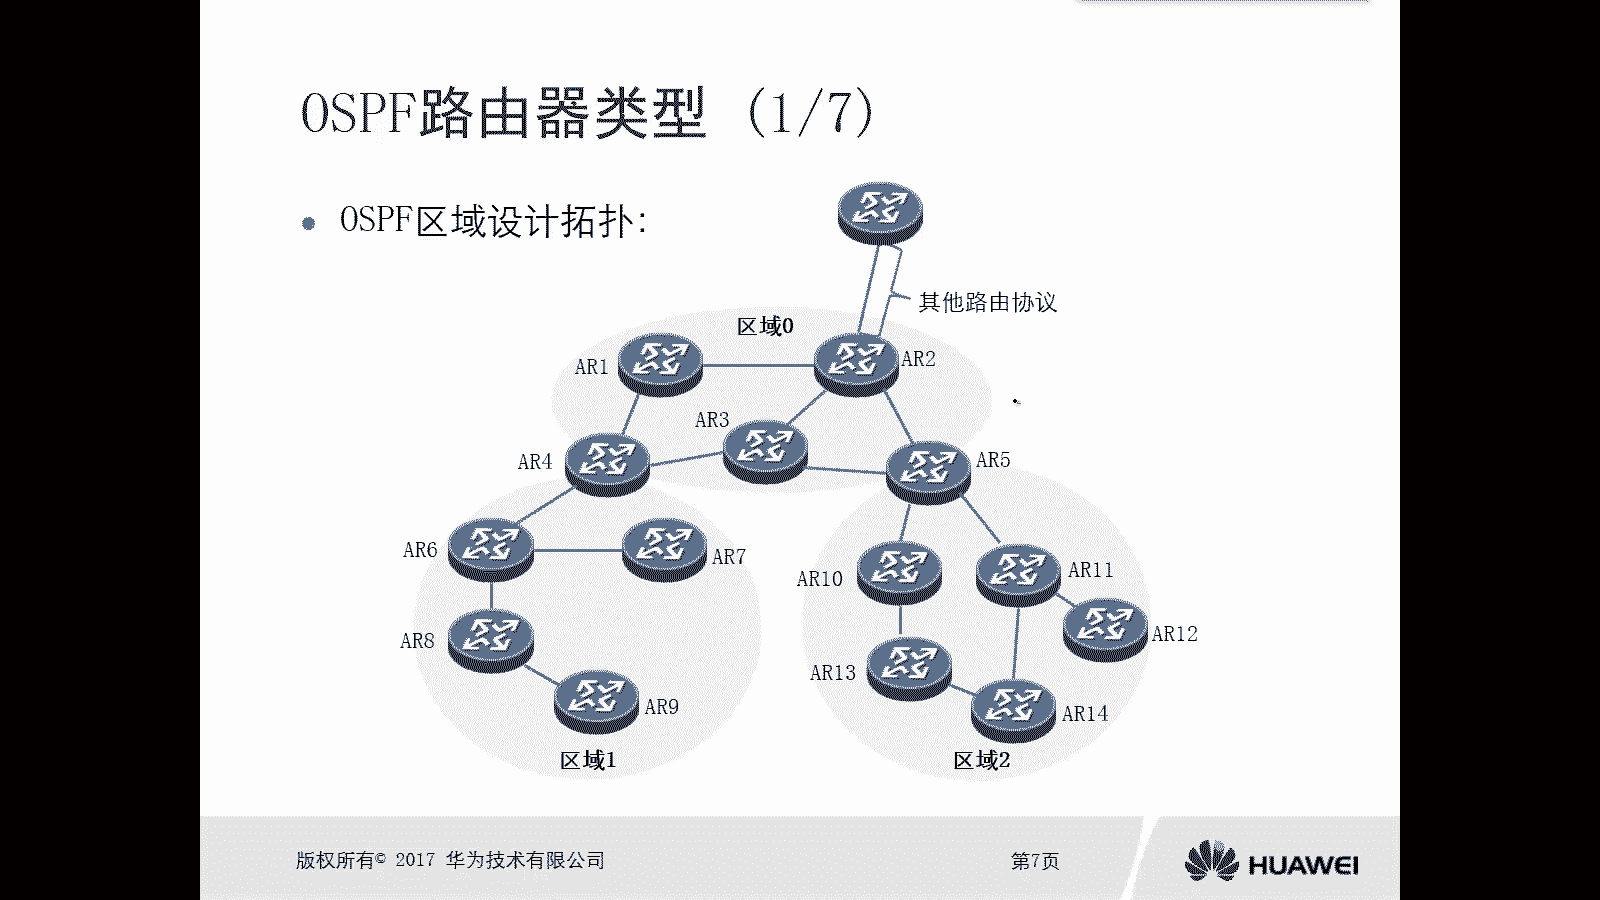 OSPF路由器类型 (1/7)
OSPF区域设计拓扑:
其他路由协议
区域0
AR1
AR2
AR3
AR4
AR5
AR6
AR7
AR8
AR9
AR10
AR11
AR12
AR13
AR14
区域1
区域2
版权所有© 2017 华为技术有限公司
第7页
HUAWEI